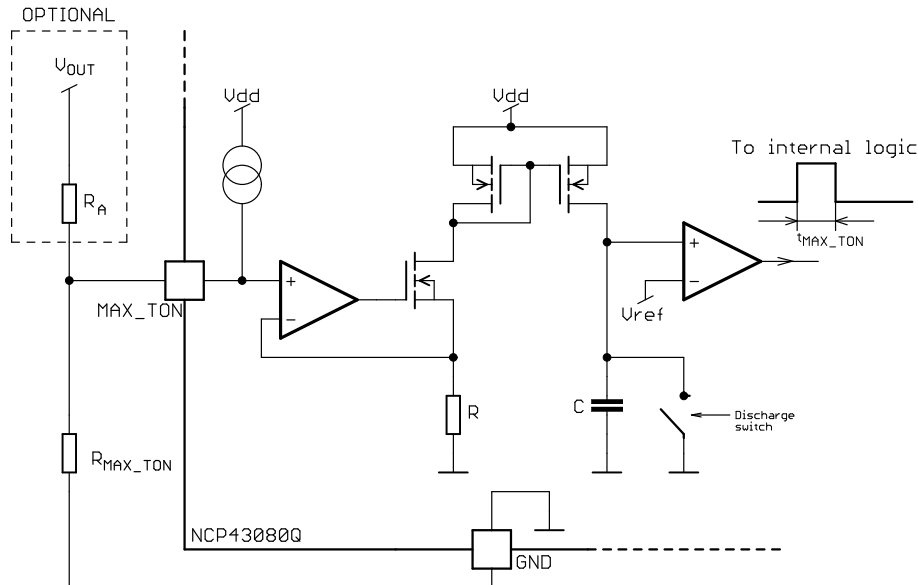 OPTIONAL
VOUT
RA
Vdd
Vdd
To internal logic
tMAX_TON
MAX_TON
+
−
+
−
Vref
R
C
Discharge
switch
RMAX_TON
NCP43080Q
GND